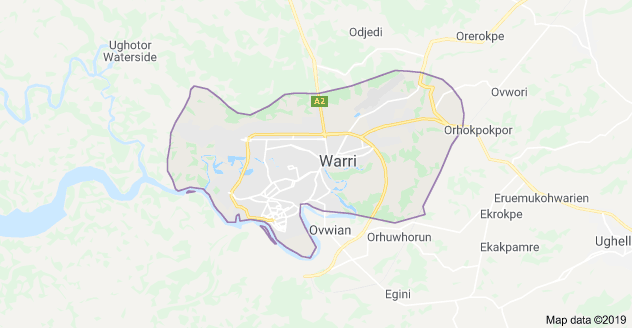 Odjedi
Orerokpe
Ughotor
Waterside
Ovwori
A2
Orhokpokpor
Warri
Eruemukohwarien
Ekrokpe
Ovwian
Orhuwhorun
Ughell
Ekakpamre
Egini
Map data ©2019